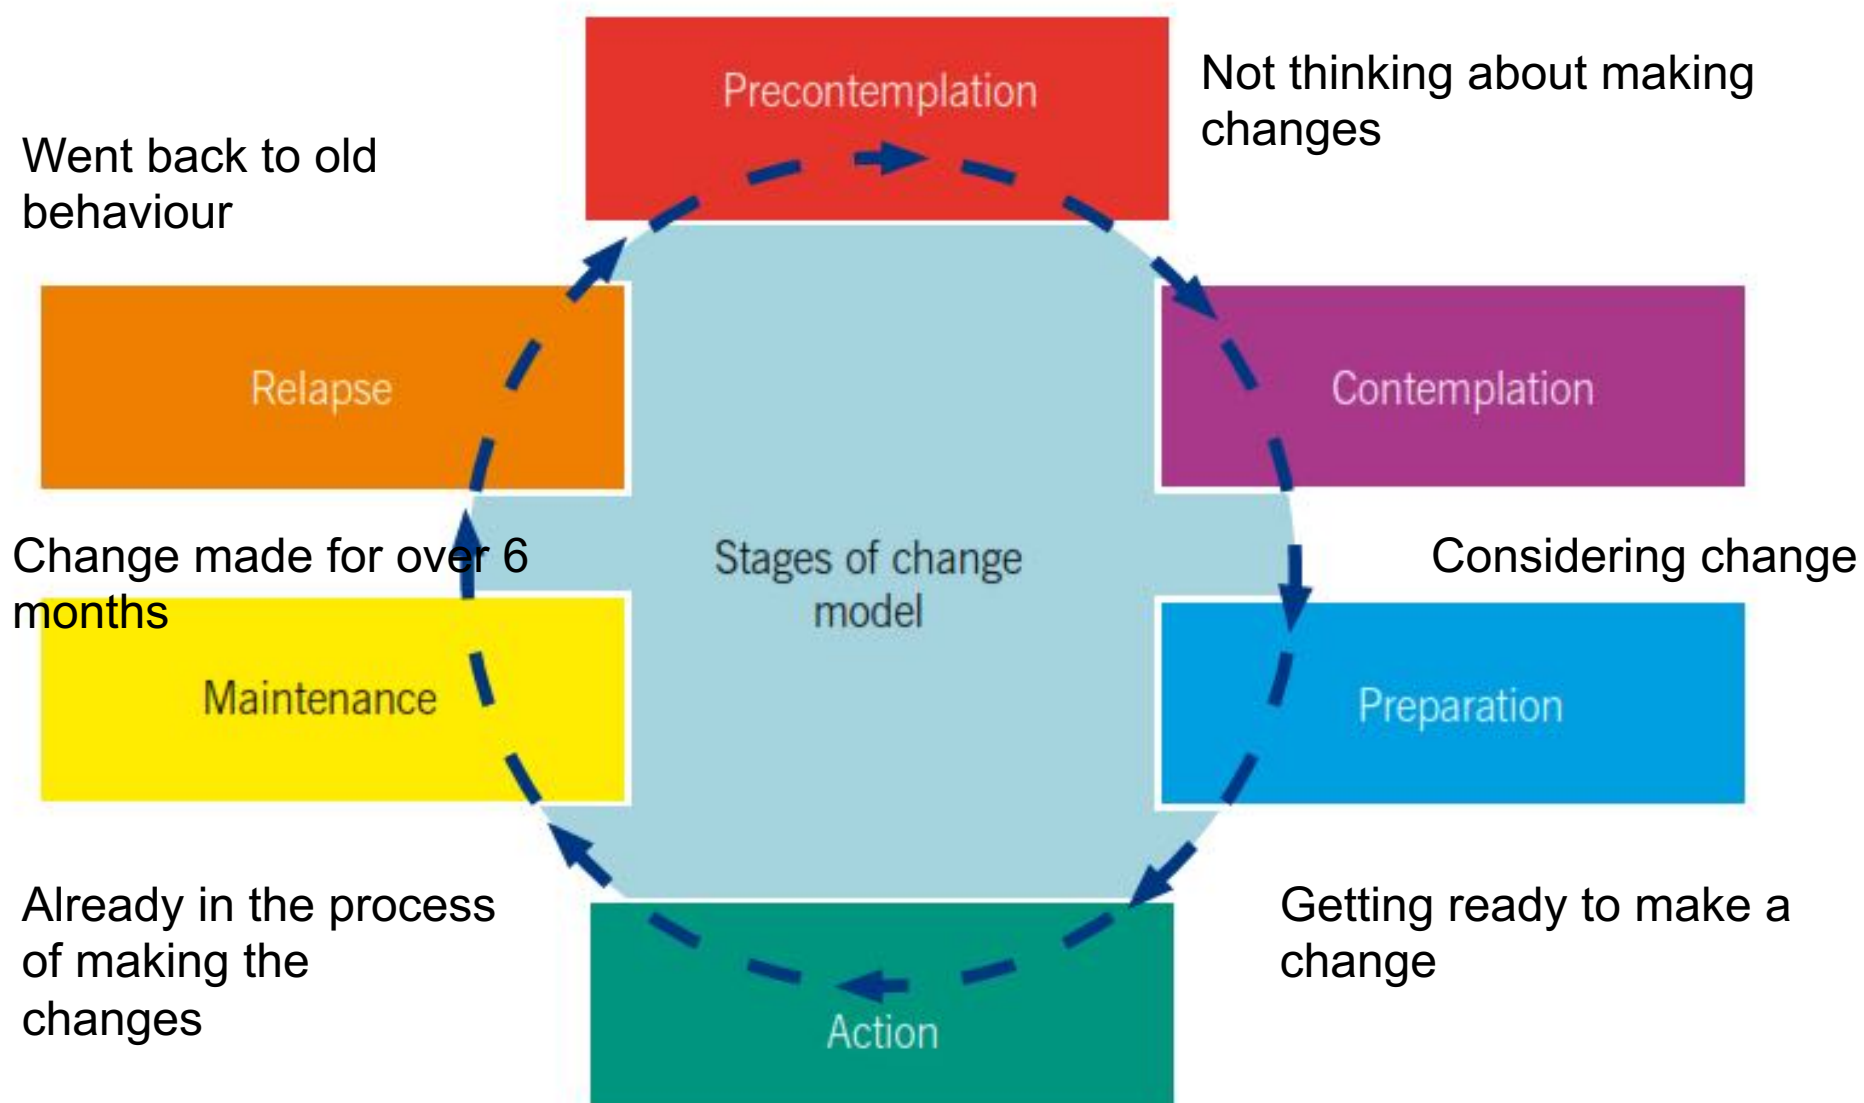 Precontemplation
Not thinking about making
changes
Went back to old
behaviour
Relapse
Contemplation
Change made for over 6
months
Stages of change
model
Considering change
Maintenance
Preparation
Already in the process
of making the
changes
Getting ready to make a
change
Action